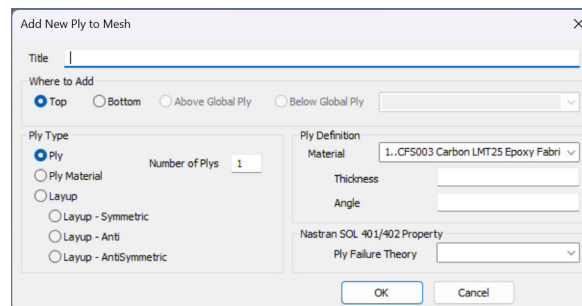 Add New Ply to Mesh
Title
Where to Add
Top Bottom Above Global Ply Below Global Ply
Ply Type
Ply Number of Plys 1
Ply Material
Layup
Layup - Symmetric
Layup - Anti
Layup - AntiSymmetric
Ply Definition
Material 1..CFS003 Carbon LMT25 Epoxy Fabri
Thickness
Angle
Nastran SOL 401/402 Property
Ply Failure Theory
OK Cancel